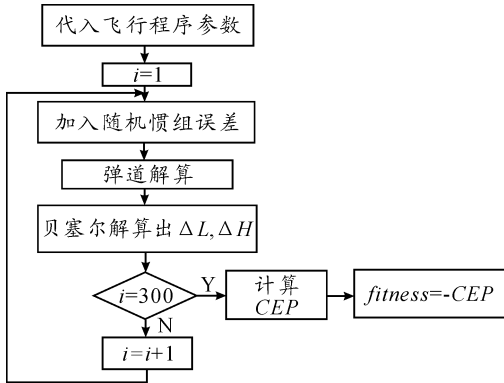 代入飞行程序参数
i=1
加入随机惯组误差
弹道解算
贝塞尔解算出ΔL,ΔH
i=300
Y
计算
CEP
fitness=-CEP
N
i=i+1